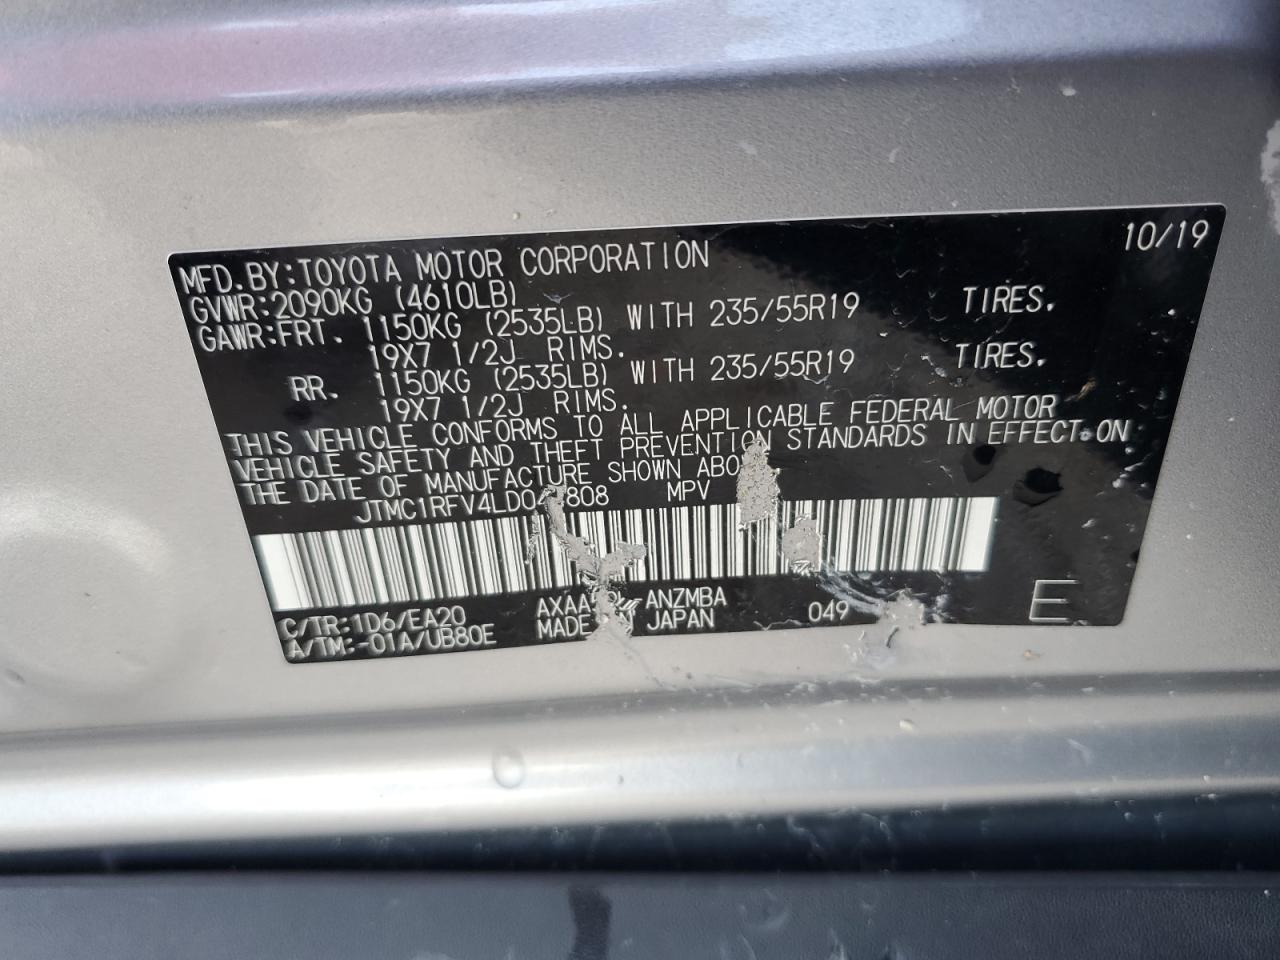 10/19
MFD.BY:TOYOTA MOTOR CORPORATION
GVWR:2090KG (4610LB)
GAWR:FRT. 1150KG (2535LB) WITH 235/55R19 TIRES.
19X7 1/2J RIMS.
RR. 1150KG (2535LB) WITH 235/55R19 TIRES.
19X7 1/2J RIMS.
THIS VEHICLE CONFORMS TO ALL APPLICABLE FEDERAL MOTOR
VEHICLE SAFETY AND THEFT PREVENTION STANDARDS IN EFFECT ON
THE DATE OF MANUFACTURE SHOWN
MPV
C/TR:1D6/EA20 ANZMBA
A/TM:-01A/UB80E MADE JAPAN 049
E